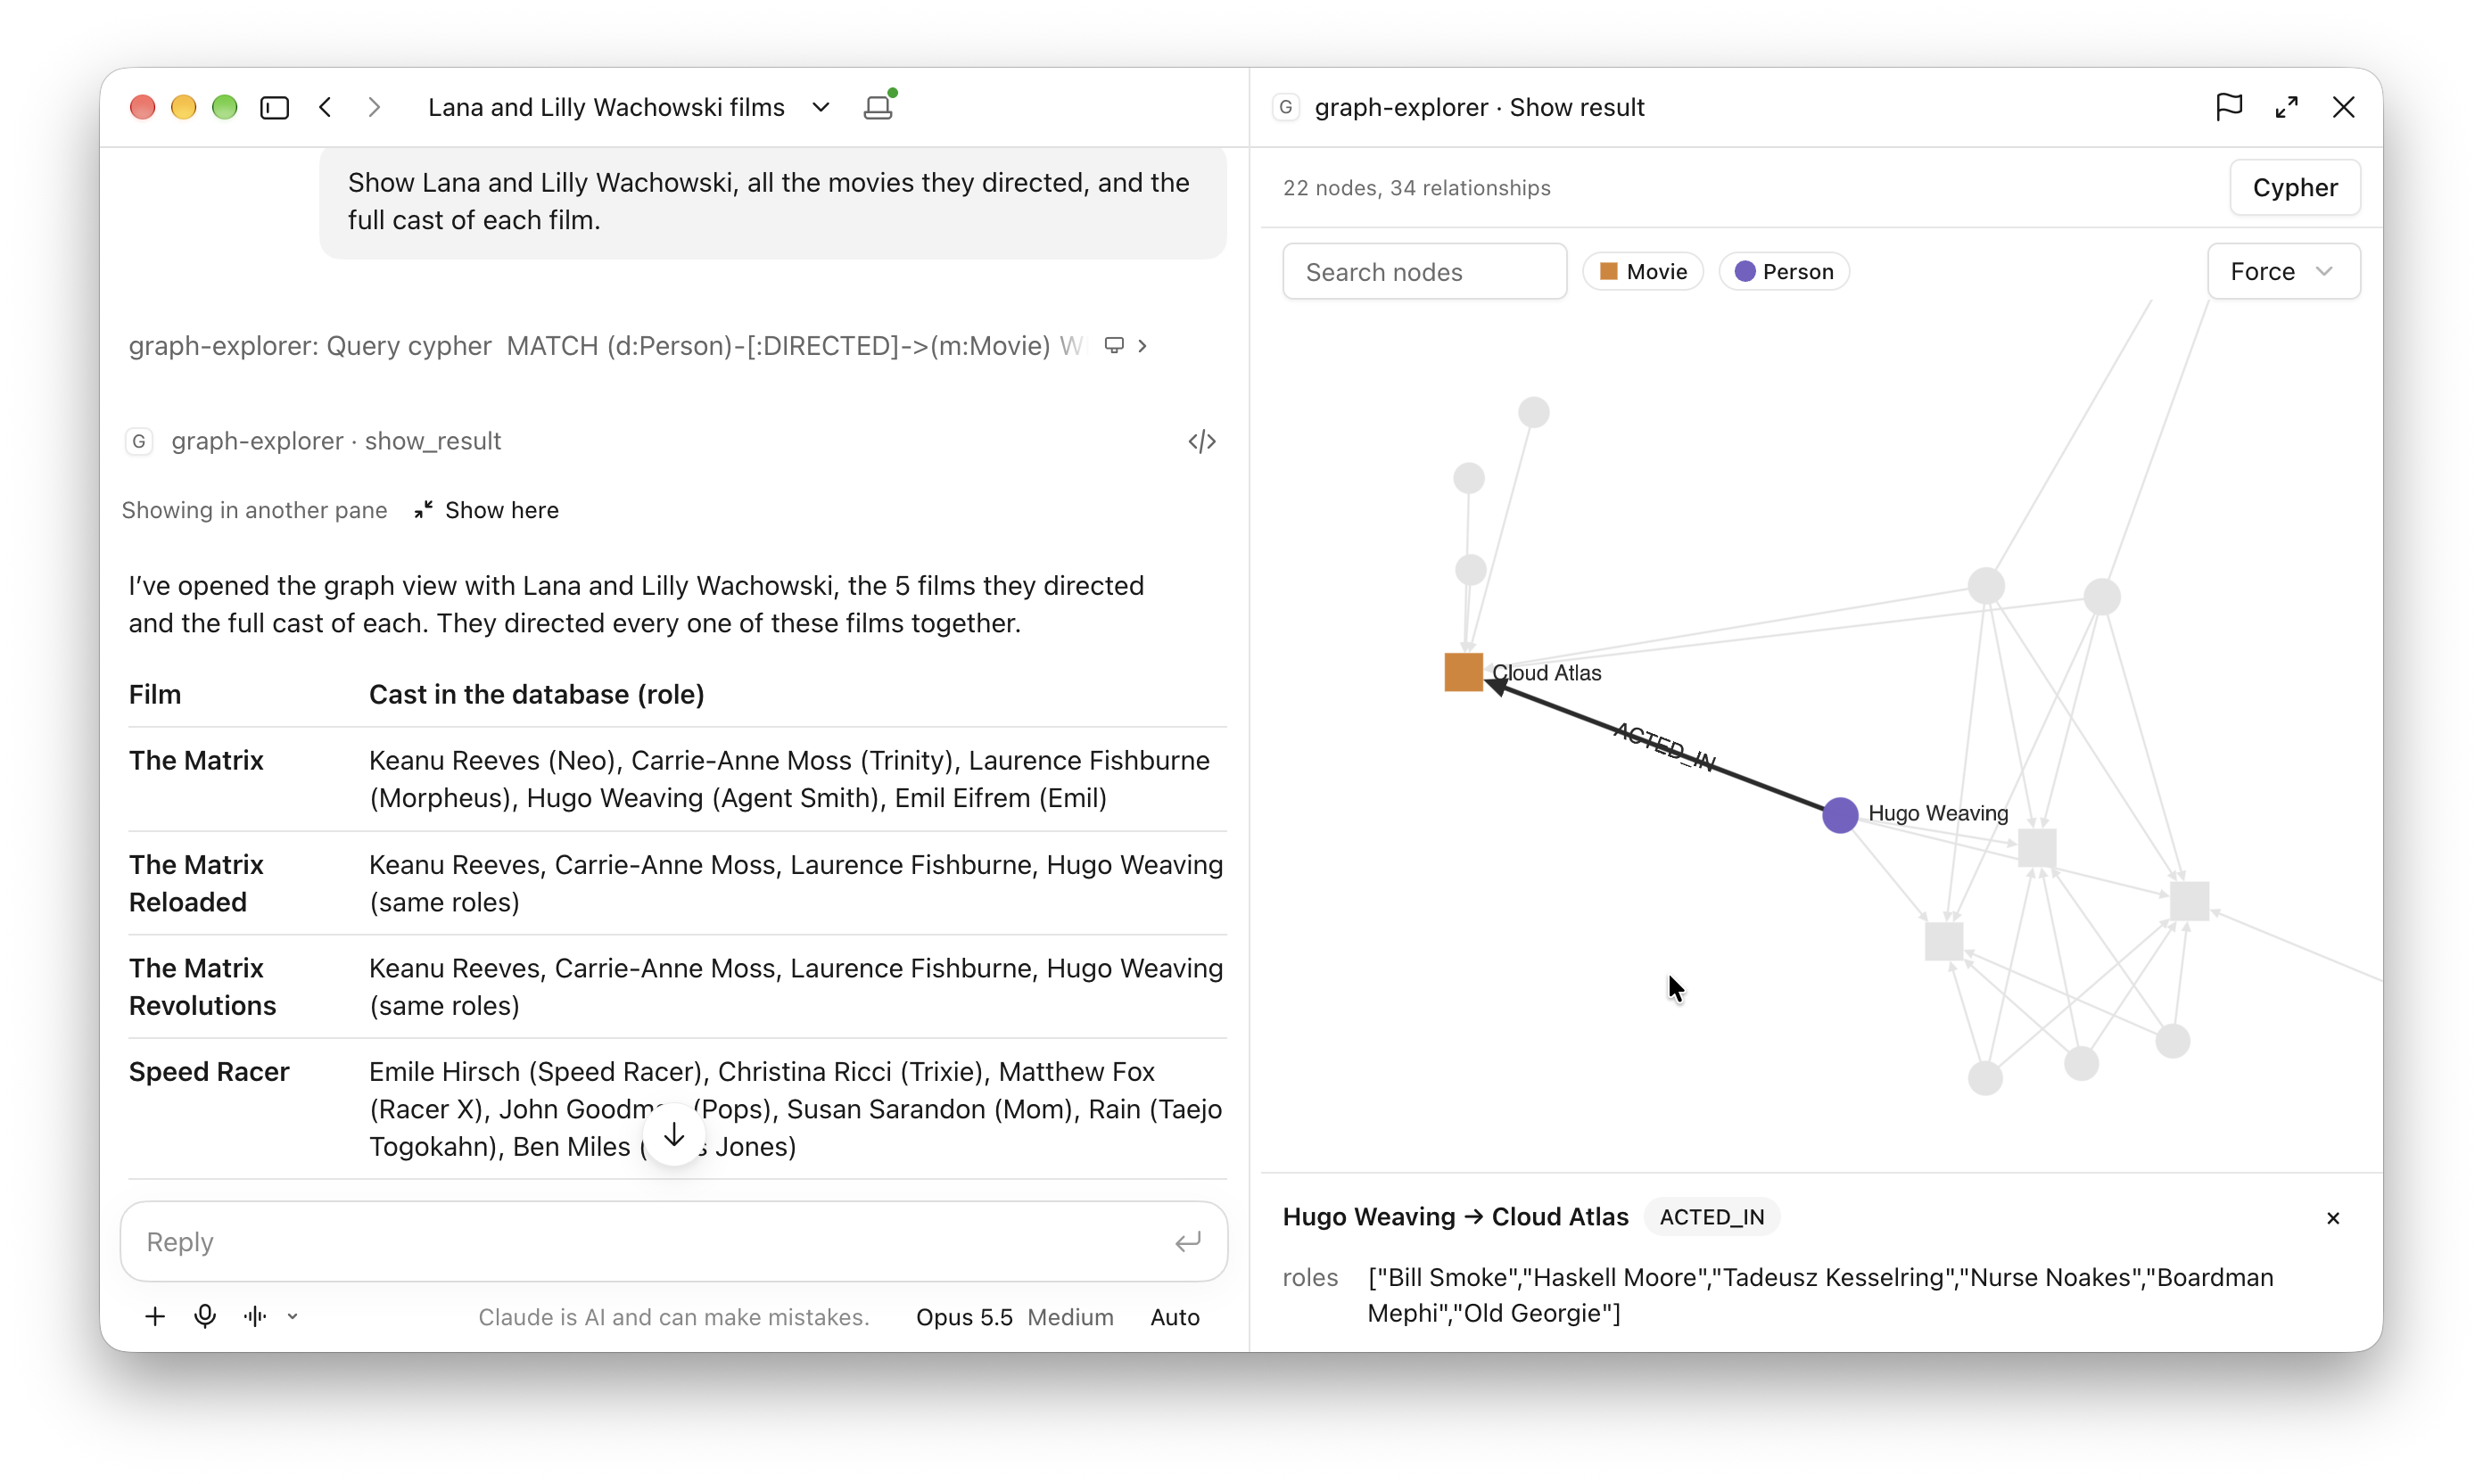 Lana and Lilly Wachowski films
Show Lana and Lilly Wachowski, all the movies they directed, and the
full cast of each film.
graph-explorer: Query cypher MATCH (d:Person)-[:DIRECTED]->(m:Movie) W
G graph-explorer · show_result
Showing in another pane Show here
I’ve opened the graph view with Lana and Lilly Wachowski, the 5 films they directed
and the full cast of each. They directed every one of these films together.
Film Cast in the database (role)
The Matrix Keanu Reeves (Neo), Carrie-Anne Moss (Trinity), Laurence Fishburne
(Morpheus), Hugo Weaving (Agent Smith), Emil Eifrem (Emil)
The Matrix Keanu Reeves, Carrie-Anne Moss, Laurence Fishburne, Hugo Weaving
Reloaded (same roles)
The Matrix Keanu Reeves, Carrie-Anne Moss, Laurence Fishburne, Hugo Weaving
Revolutions (same roles)
Speed Racer Emile Hirsch (Speed Racer), Christina Ricci (Trixie), Matthew Fox
(Racer X), John (Pops), Susan Sarandon (Mom), Rain (Taejo
Togokahn), Ben Miles ( Jones)
Reply
Claude is AI and can make mistakes. Opus 5.5 Medium Auto
G graph-explorer · Show result
22 nodes, 34 relationships Cypher
Search nodes Movie Person Force
Cloud Atlas
ACTED_IN
Hugo Weaving
Hugo Weaving → Cloud Atlas ACTED_IN
roles ["Bill Smoke","Haskell Moore","Tadeusz Kesselring","Nurse Noakes","Boardman
Mephi","Old Georgie"]